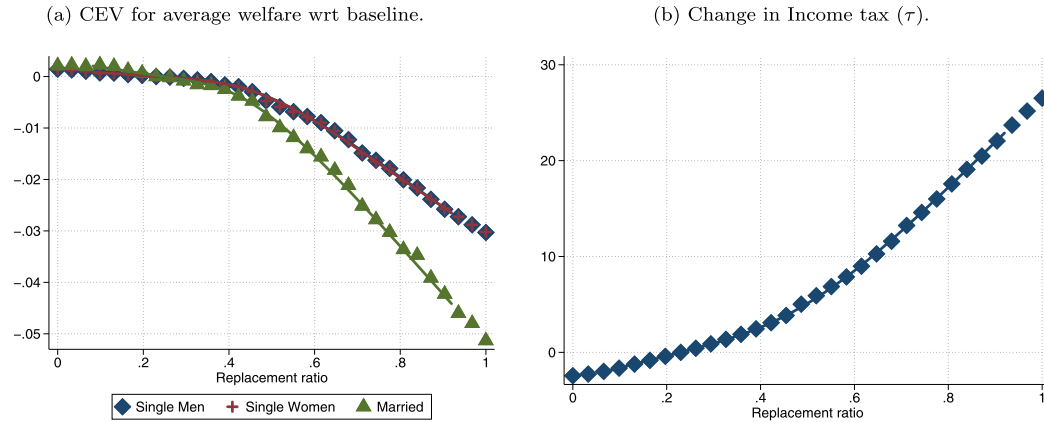 (a) CEV for average welfare wrt baseline.
0
-.01
-.02
-.03
-.04
-.05
0 .2 .4 .6 .8 1
Replacement ratio
Single Men Single Women Married
(b) Change in Income tax (τ).
30
20
10
0
0 .2 .4 .6 .8 1
Replacement ratio